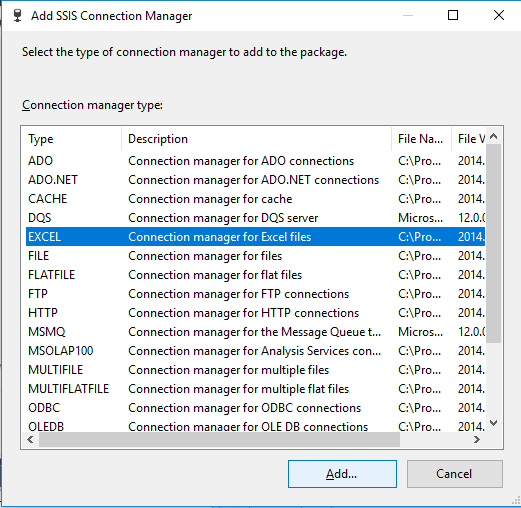 Add SSIS Connection Manager
Select the type of connection manager to add to the package.
Connection manager type:
Type Description File Na... File V
ADO Connection manager for ADO connections C:\Pro... 2014.
ADO.NET Connection manager for ADO.NET connections C:\Pro... 2014.
CACHE Connection manager for cache C:\Pro... 2014.
DQS Connection manager for DQS server Micros... 12.0.0
EXCEL Connection manager for Excel files C:\Pro... 2014.
FILE Connection manager for files C:\Pro... 2014.
FLATFILE Connection manager for flat files C:\Pro... 2014.
FTP Connection manager for FTP connections C:\Pro... 2014.
HTTP Connection manager for HTTP connections C:\Pro... 2014.
MSMQ Connection manager for the Message Queue t... Micros... 12.0.0
MSOLAP100 Connection manager for Analysis Services con... C:\Pro... 2014.
MULTIFILE Connection manager for multiple files C:\Pro... 2014.
MULTIFLATFILE Connection manager for multiple flat files C:\Pro... 2014.
ODBC Connection manager for ODBC connections C:\Pro... 2014.
OLEDB Connection manager for OLE DB connections C:\Pro... 2014.
Add... Cancel